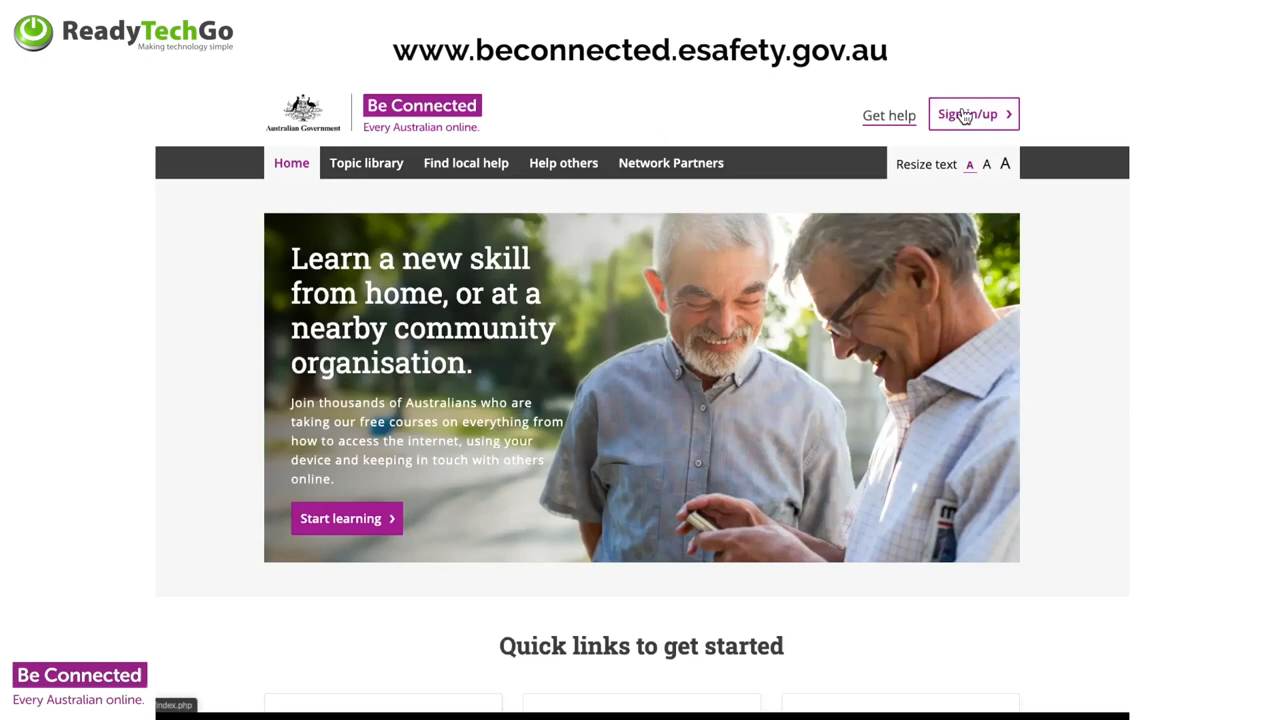 ReadyTechGo
Making technology simple
www.beconnected.esafety.gov.au
Australian Government
Be Connected
Every Australian online.
Get help
Sign in/up
Home
Topic library
Find local help
Help others
Network Partners
Resize text A A A
Learn a new skill
from home, or at a
nearby community
organisation.
Join thousands of Australians who are
taking our free courses on everything from
how to access the internet, using your
device and keeping in touch with others
online.
Start learning
Quick links to get started
Be Connected
Every Australian online.
index.php